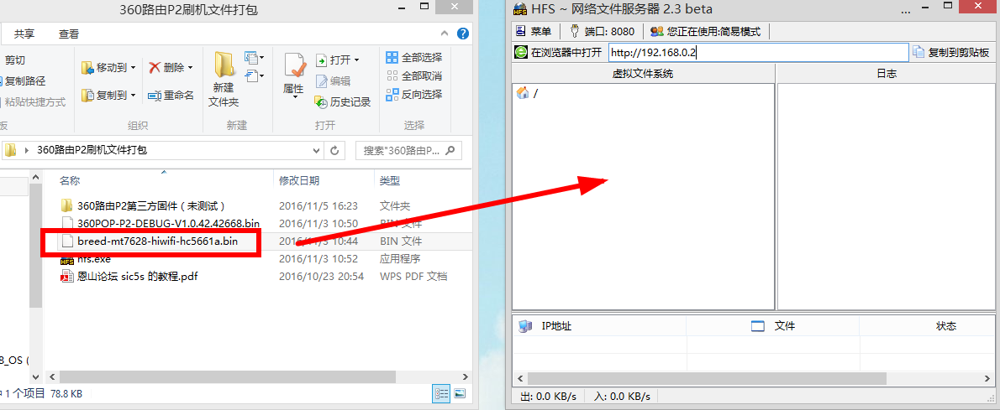 360路由P2刷机文件打包
共享
查看
剪切
复制路径
粘贴快捷方式
移动到
复制到
删除
重命名
组织
新建
文件夹
新建
属性
打开
编辑
历史记录
打开
全部选择
全部取消
反向选择
选择
360路由P2刷机文件打包
搜索"360路由P...
名称
修改日期
类型
360路由P2第三方固件（未测试）
2016/11/5 16:23
文件夹
360POP-P2-DEBUG-V1.0.42.42668.bin
2016/11/3 10:50
BIN 文件
breed-mt7628-hiwifi-hc5661a.bin
2016/11/3 10:44
BIN 文件
hfs.exe
2016/11/3 10:52
应用程序
恩山论坛 sic5s 的教程.pdf
2016/10/23 20:54
WPS PDF 文档
B_OS (
1 个项目 78.8 KB
HFS ~ 网络文件服务器 2.3 beta
...
菜单
端口: 8080
您正在使用:简易模式
在浏览器中打开
http://192.168.0.2
复制到剪贴板
虚拟文件系统
日志
/
IP地址
文件
状态
出: 0.0 KB/s
入: 0.0 KB/s